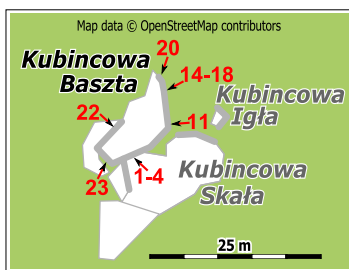 Map data © OpenStreetMap contributors
Kubincowa
Baszta
20
14-18
Kubincowa
Igła
22
11
Kubincowa
Skała
23
1-4
25 m